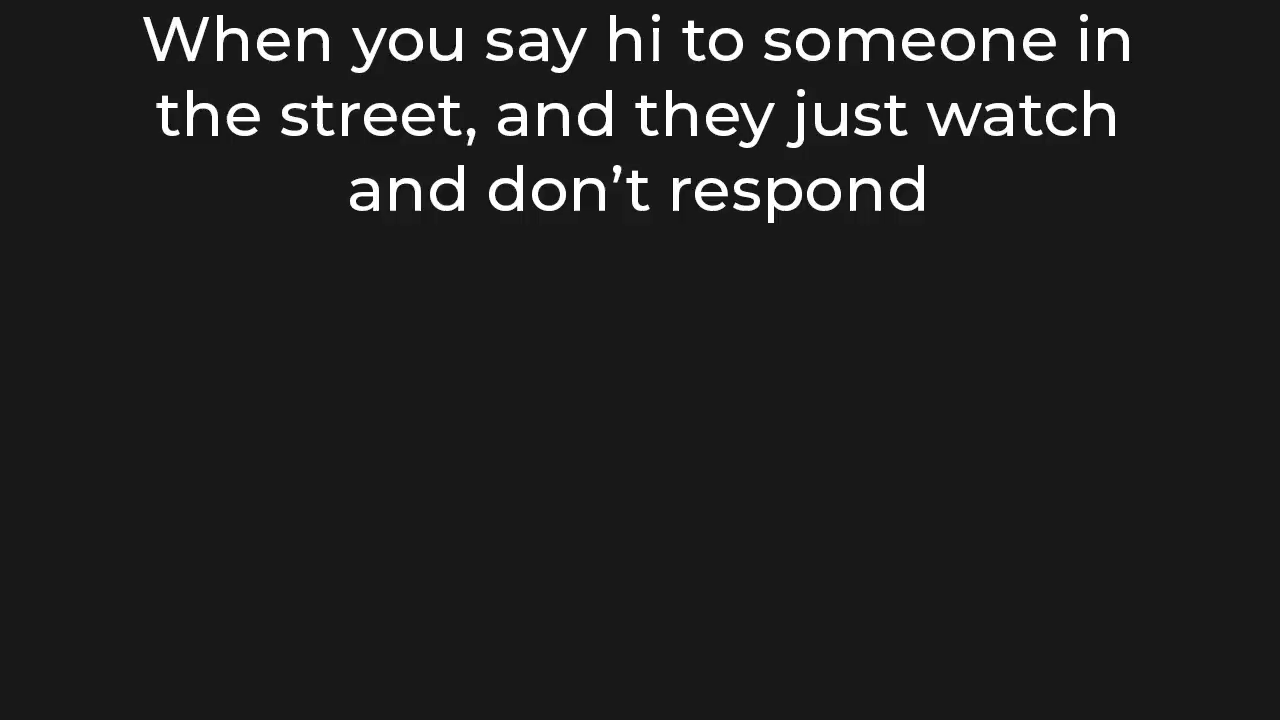 When you say hi to someone in
the street, and they just watch
and don’t respond